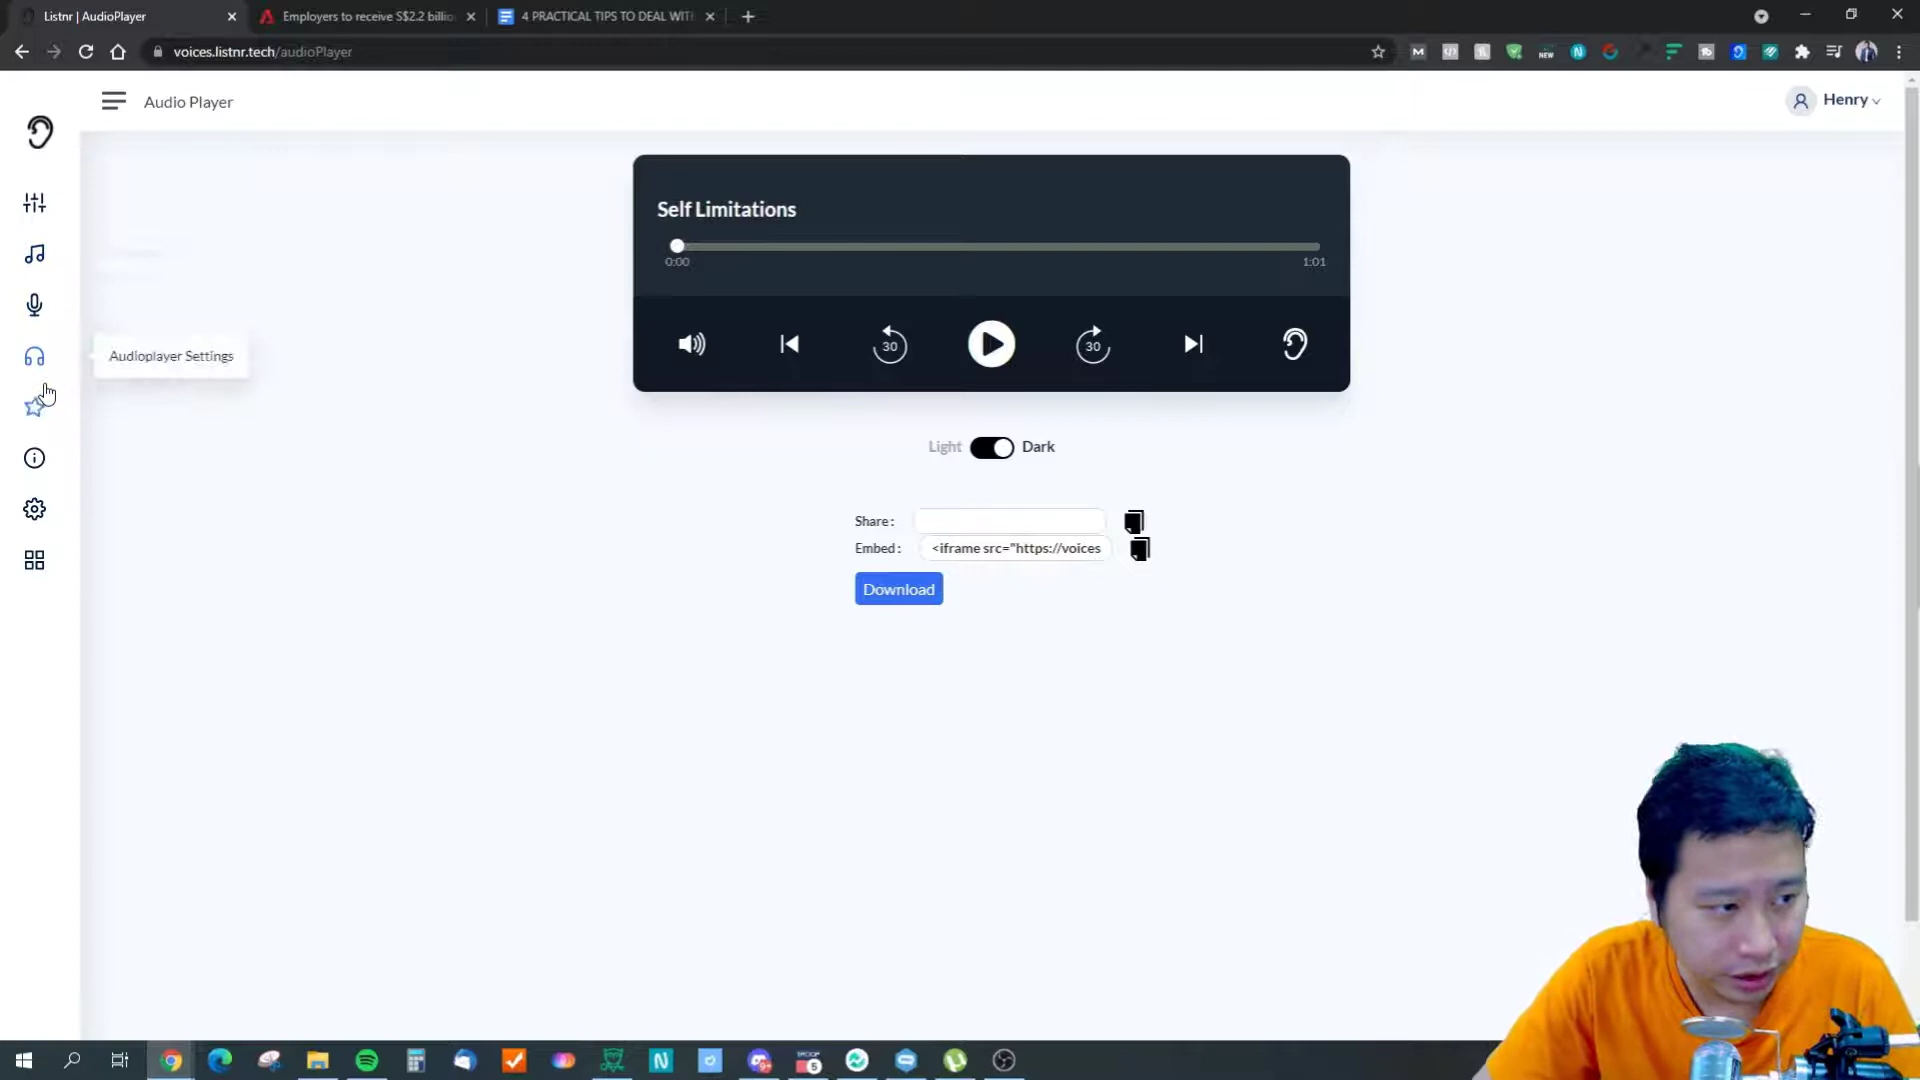 Listnr | AudioPlayer
Employers to receive S$2.2 billio
4 PRACTICAL TIPS TO DEAL WIT
voices.listnr.tech/audioPlayer
NEW
Audio Player
Henry
Self Limitations
0:00
1:01
30
30
Audioplayer Settings
Light
Dark
Share :
Embed :
<iframe src="https://voices
Download
5